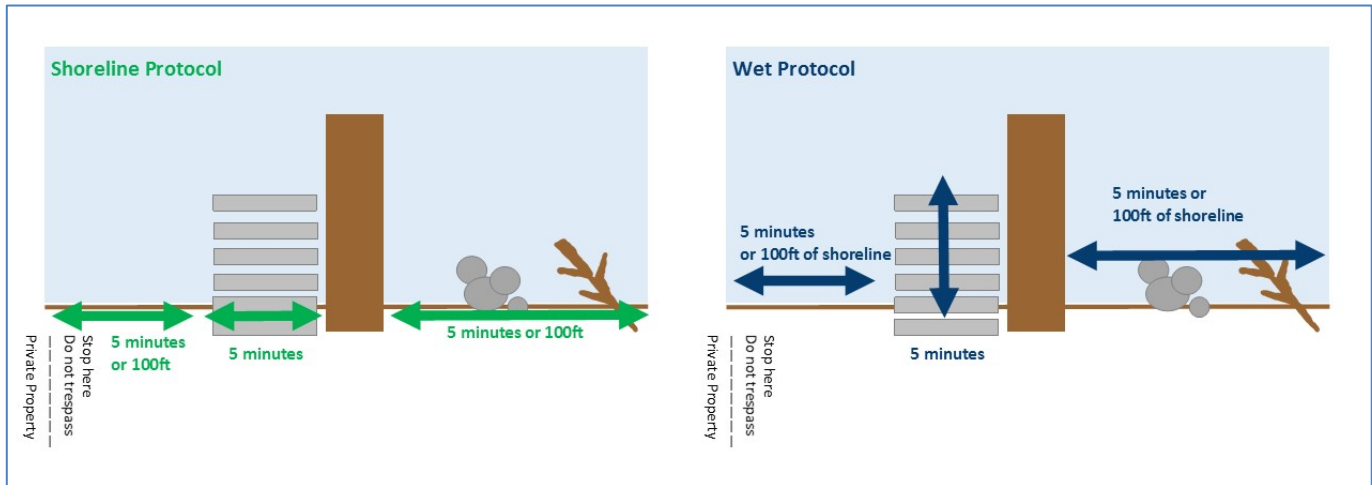 Shoreline Protocol
5 minutes
or 100ft
5 minutes
5 minutes or 100ft
Stop here
Do not trespass
Private Property
Wet Protocol
5 minutes
or 100ft of shoreline
5 minutes or
100ft of shoreline
5 minutes
Stop here
Do not trespass
Private Property